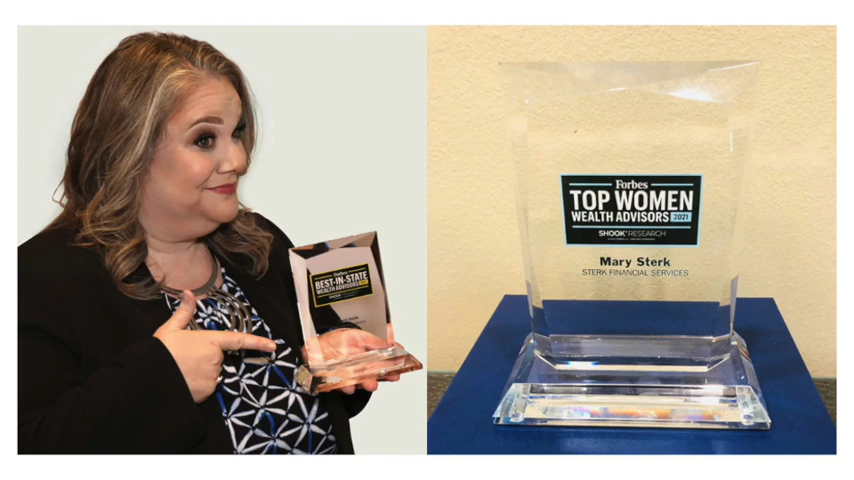 Forbes
BEST-IN-STATE
WEALTH ADVISORS
Forbes
TOP WOMEN
WEALTH ADVISORS 2021
SHOOK RESEARCH
Mary Sterk
STERK FINANCIAL SERVICES